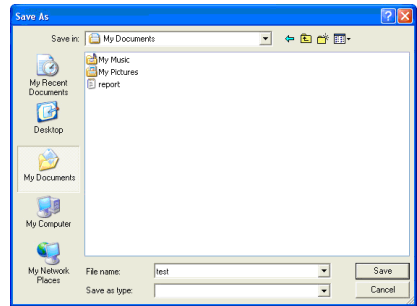 Save As
Save in:
My Documents
My Recent
Documents
Desktop
My Documents
My Computer
My Network
Places
My Music
My Pictures
report
File name:
test
Save
Save as type:
Cancel